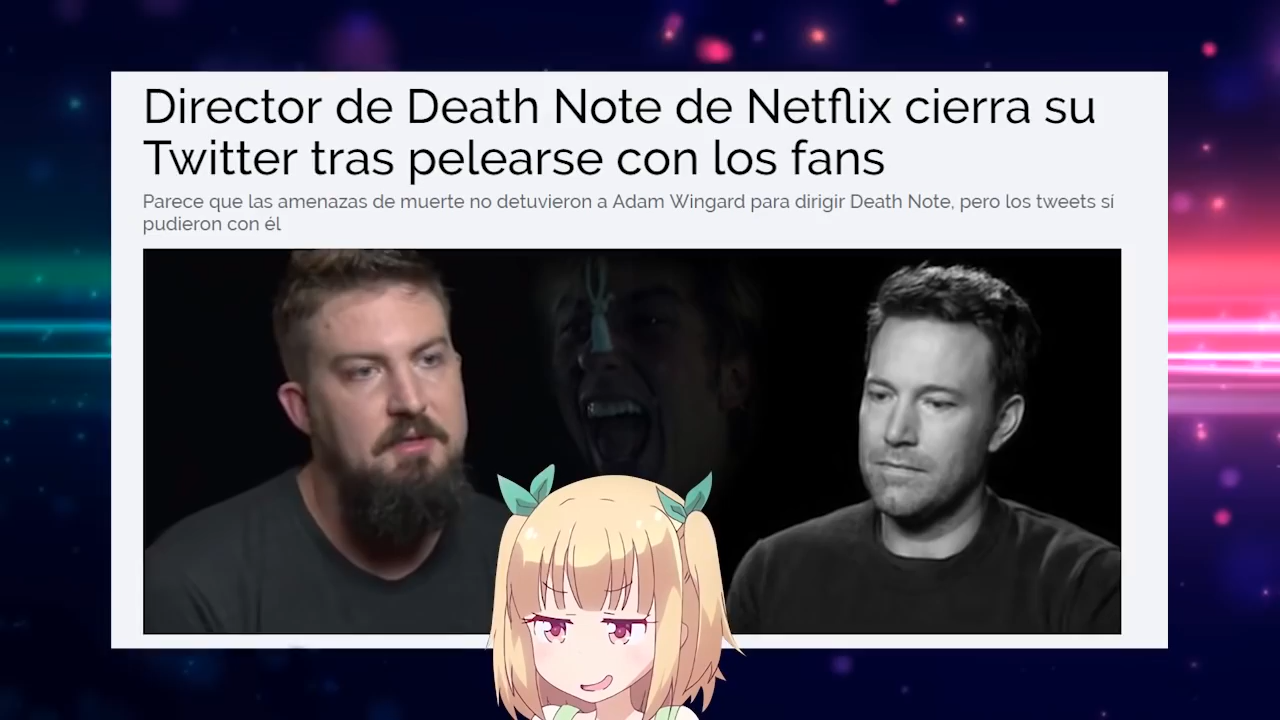 Director de Death Note de Netflix cierra su
Twitter tras pelearse con los fans
Parece que las amenazas de muerte no detuvieron a Adam Wingard para dirigir Death Note, pero los tweets sí
pudieron con él